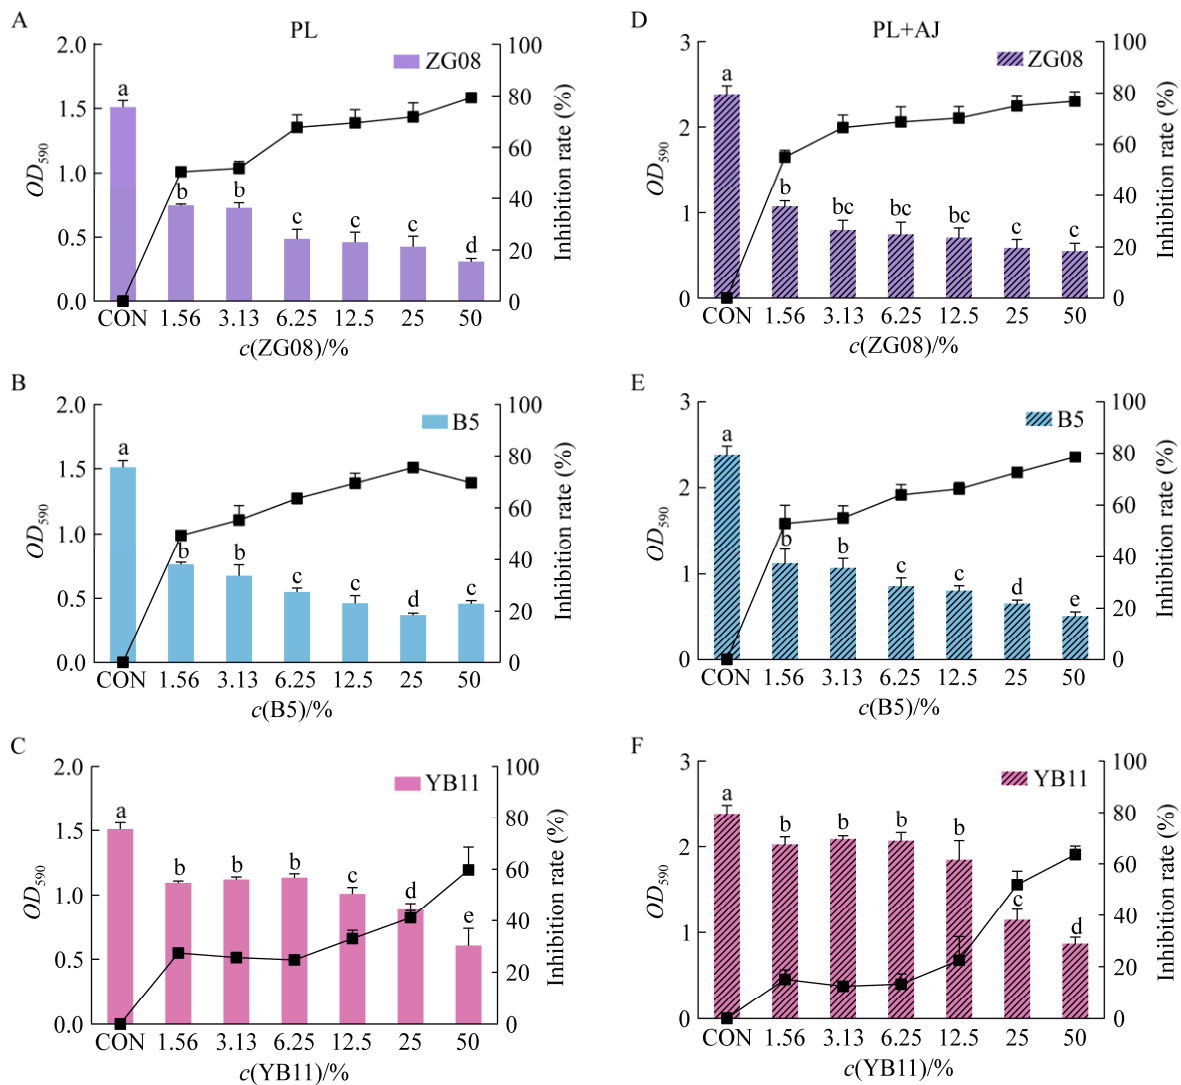 A
PL
ZG08
2.0
1.5
1.0
0.5
0.0
OD590
a
b
b
c
c
c
d
100
80
60
40
20
0
Inhibition rate (%)
CON 1.56 3.13 6.25 12.5 25 50
c(ZG08)/%
D
PL+AJ
ZG08
3
2
1
0
OD590
a
b
bc
bc
bc
c
c
100
80
60
40
20
0
Inhibition rate (%)
CON 1.56 3.13 6.25 12.5 25 50
c(ZG08)/%
B
B5
2.0
1.5
1.0
0.5
0.0
OD590
a
b
b
c
c
d
c
100
80
60
40
20
0
Inhibition rate (%)
CON 1.56 3.13 6.25 12.5 25 50
c(B5)/%
E
B5
3
2
1
0
OD590
a
b
b
c
c
d
e
100
80
60
40
20
0
Inhibition rate (%)
CON 1.56 3.13 6.25 12.5 25 50
c(B5)/%
C
YB11
2.0
1.5
1.0
0.5
0.0
OD590
a
b
b
b
c
d
e
100
80
60
40
20
0
Inhibition rate (%)
CON 1.56 3.13 6.25 12.5 25 50
c(YB11)/%
F
YB11
3
2
1
0
OD590
a
b
b
b
b
c
d
100
80
60
40
20
0
Inhibition rate (%)
CON 1.56 3.13 6.25 12.5 25 50
c(YB11)/%